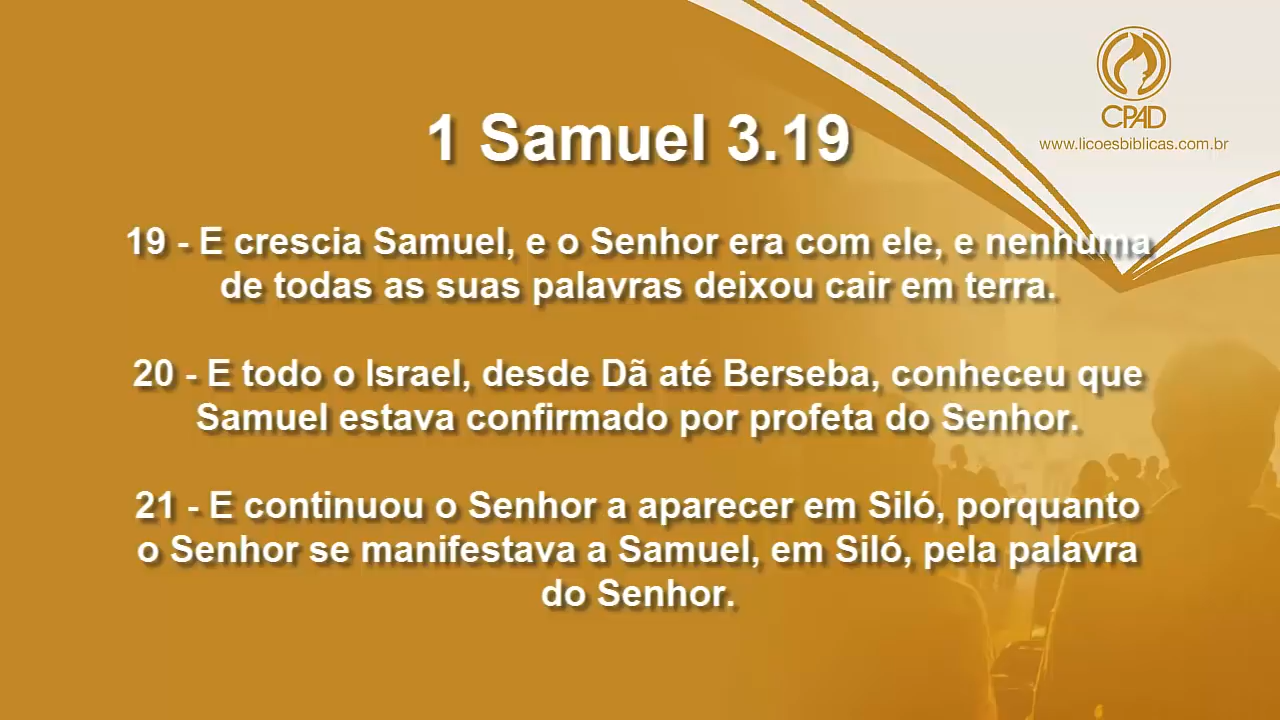 CPAD
www.licoesbiblicas.com.br
1 Samuel 3.19
19 - E crescia Samuel, e o Senhor era com ele, e nenhuma
de todas as suas palavras deixou cair em terra.
20 - E todo o Israel, desde Dã até Berseba, conheceu que
Samuel estava confirmado por profeta do Senhor.
21 - E continuou o Senhor a aparecer em Siló, porquanto
o Senhor se manifestava a Samuel, em Siló, pela palavra
do Senhor.